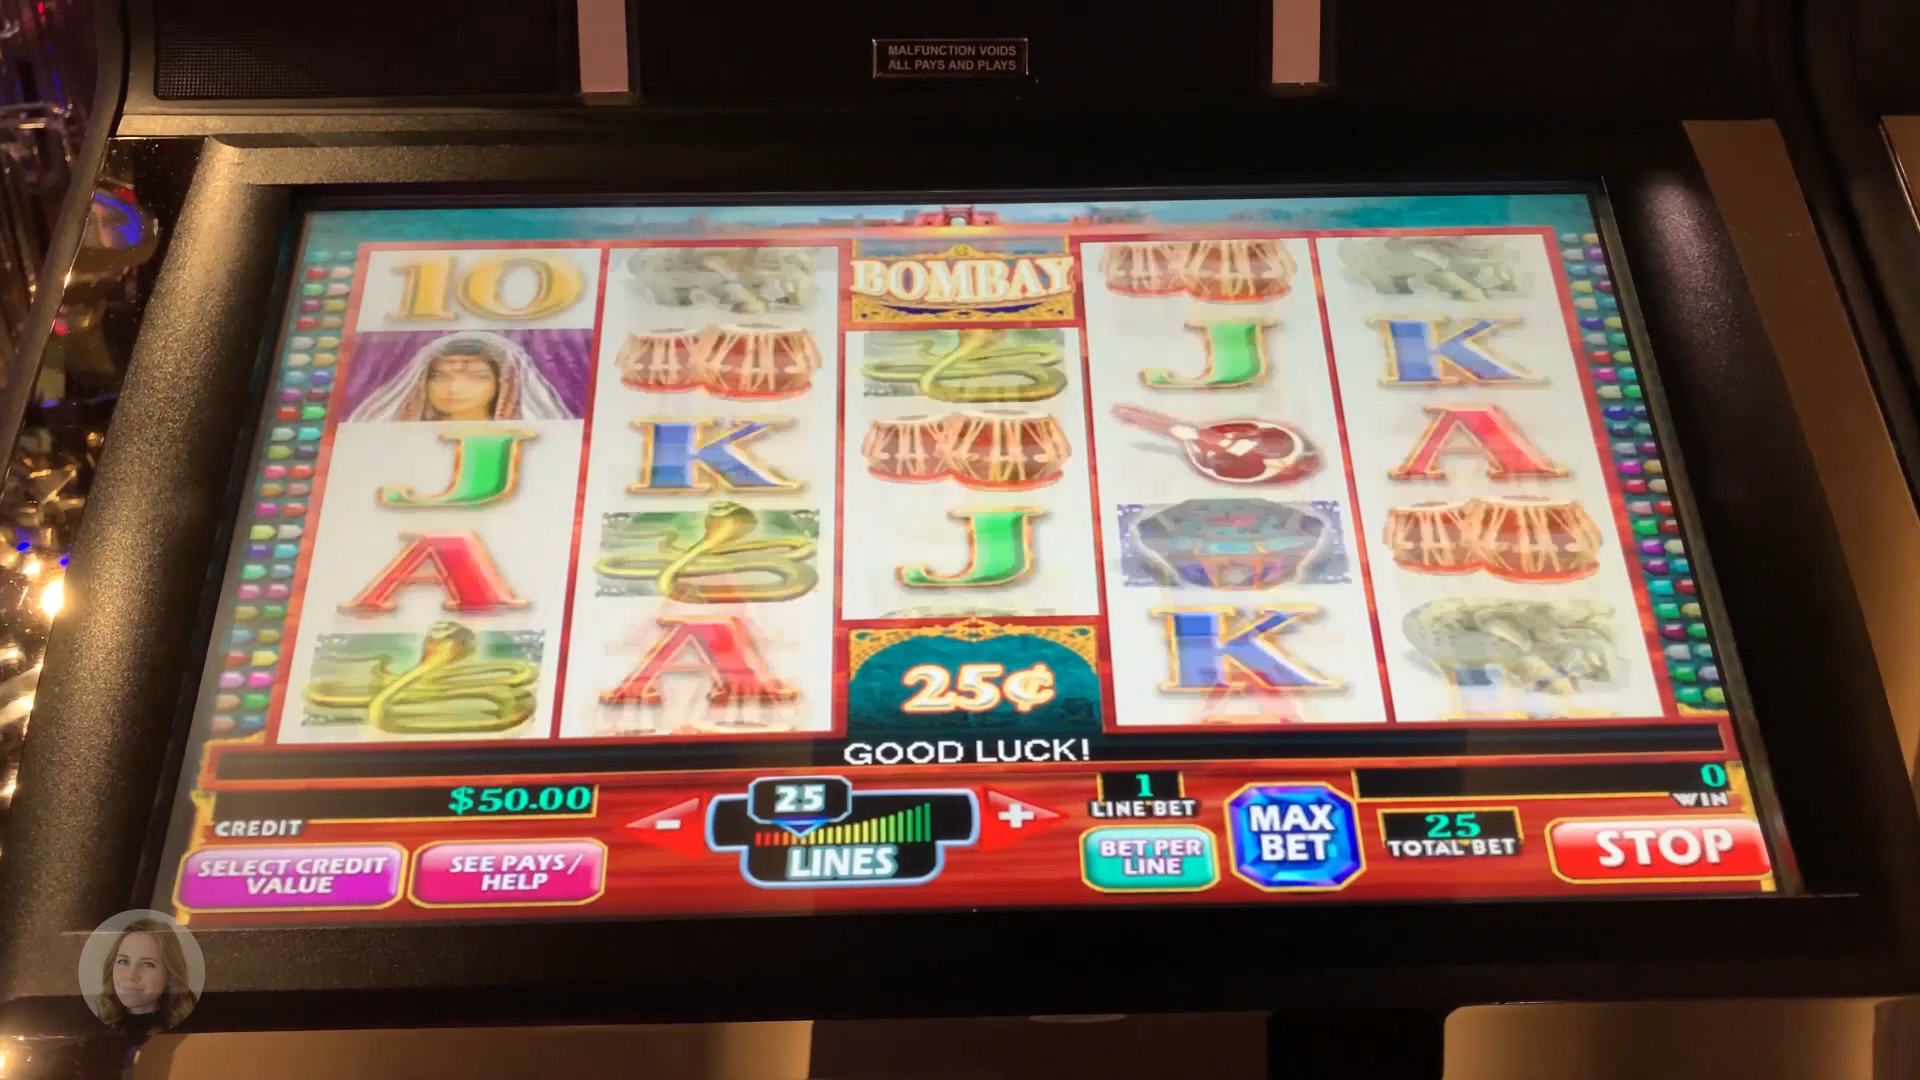 MALFUNCTION VOIDS
ALL PAYS AND PLAYS
10
BOMBAY
J
K
J
K
A
A
J
A
K
25¢
GOOD LUCK!
$50.00
CREDIT
SELECT CREDIT
VALUE
SEE PAYS/
HELP
-
25
LINES
+
1
LINE BET
BET PER
LINE
MAX
BET
0
WIN
25
TOTAL BET
STOP